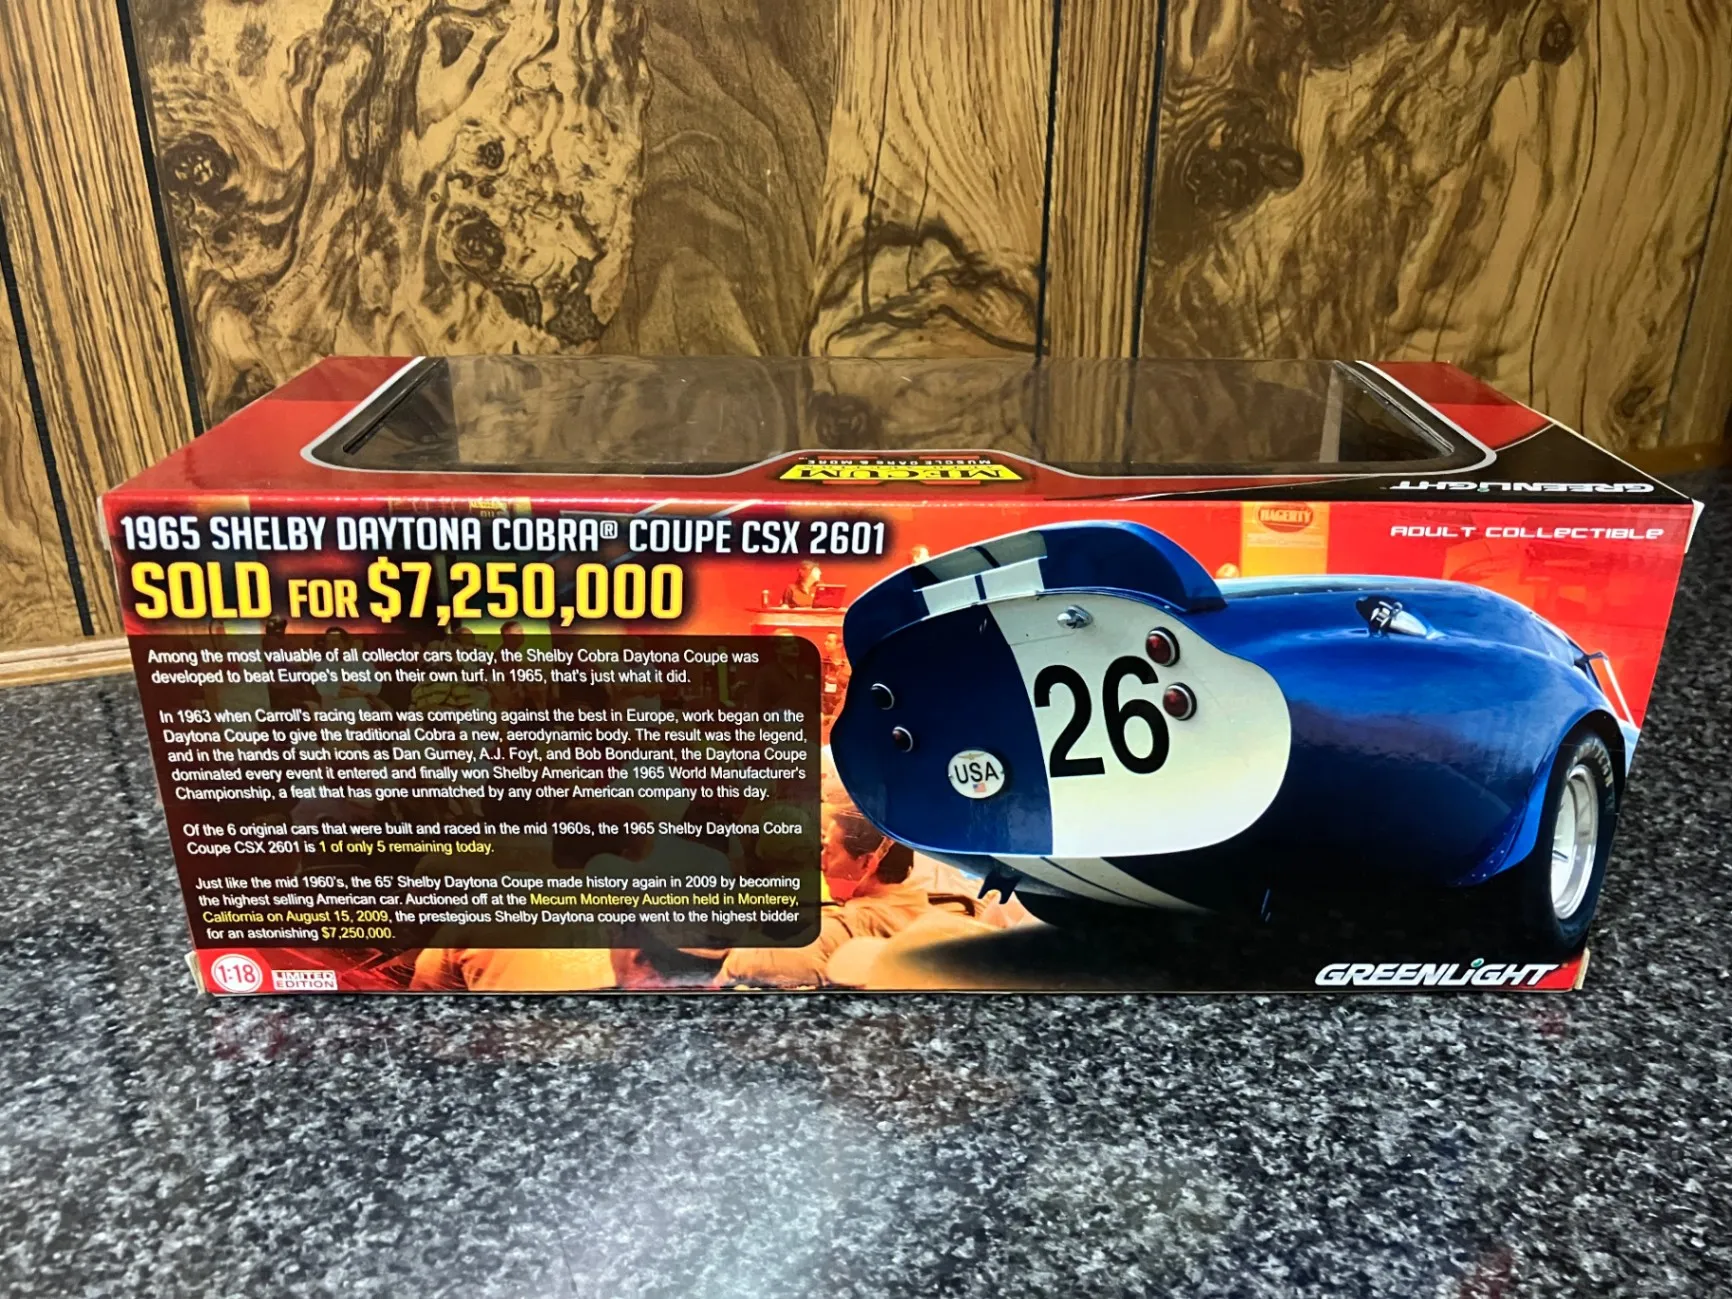 MECUM
MUSCLE CARS & MORE
GREENLIGHT
1965 SHELBY DAYTONA COBRA® COUPE CSX 2601
SOLD FOR $7,250,000
HAGERTY
ADULT COLLECTIBLE
Among the most valuable of all collector cars today, the Shelby Cobra Daytona Coupe was
developed to beat Europe's best on their own turf. In 1965, that's just what it did.
In 1963 when Carroll's racing team was competing against the best in Europe, work began on the
Daytona Coupe to give the traditional Cobra a new, aerodynamic body. The result was the legend,
and in the hands of such icons as Dan Gurney, A.J. Foyt, and Bob Bondurant, the Daytona Coupe
dominated every event it entered and finally won Shelby American the 1965 World Manufacturer's
Championship, a feat that has gone unmatched by any other American company to this day.
Of the 6 original cars that were built and raced in the mid 1960s, the 1965 Shelby Daytona Cobra
Coupe CSX 2601 is 1 of only 5 remaining today.
Just like the mid 1960's, the 65' Shelby Daytona Coupe made history again in 2009 by becoming
the highest selling American car. Auctioned off at the Mecum Monterey Auction held in Monterey,
California on August 15, 2009, the prestegious Shelby Daytona coupe went to the highest bidder
for an astonishing $7,250,000.
26
USA
1:18
LIMITED
EDITION
GREENLIGHT